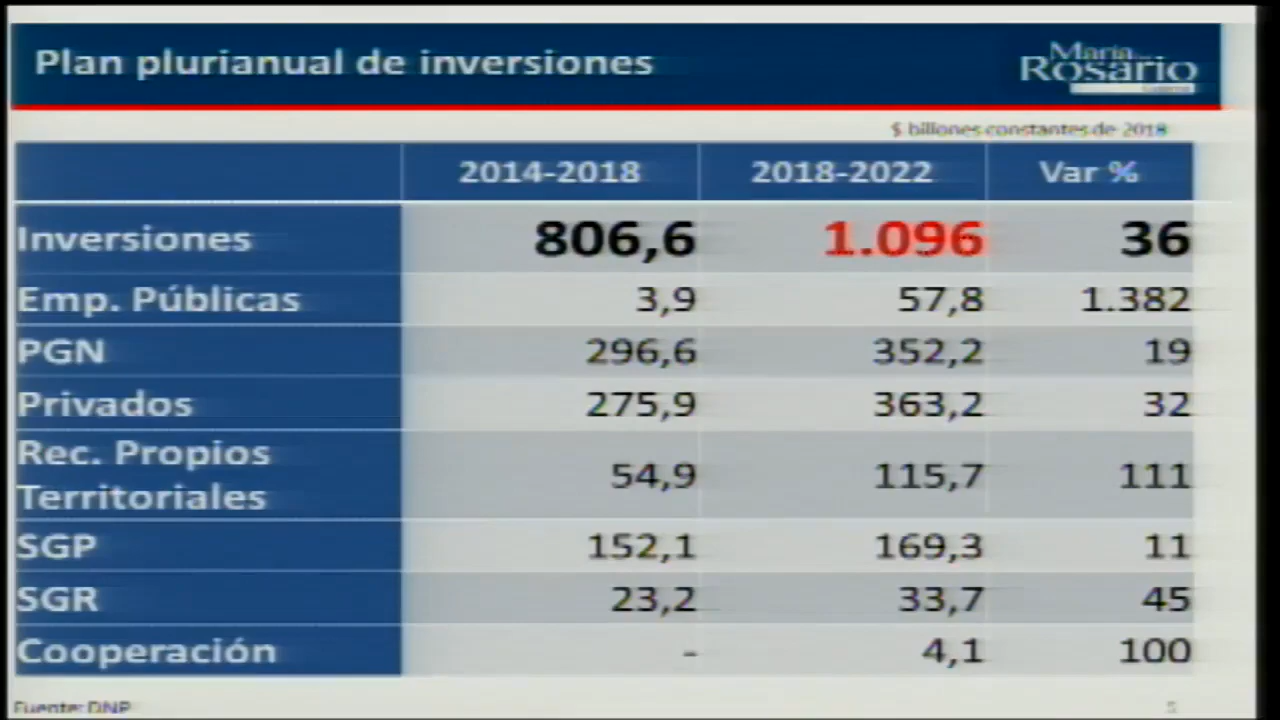 Plan plurianual de inversiones
María
Rosario
$ billones constantes de 2018
2014-2018 2018-2022 Var %
Inversiones 806,6 1.096 36
Emp. Públicas 3,9 57,8 1.382
PGN 296,6 352,2 19
Privados 275,9 363,2 32
Rec. Propios
Territoriales 54,9 115,7 111
SGP 152,1 169,3 11
SGR 23,2 33,7 45
Cooperación - 4,1 100
Fuente: DNP
5